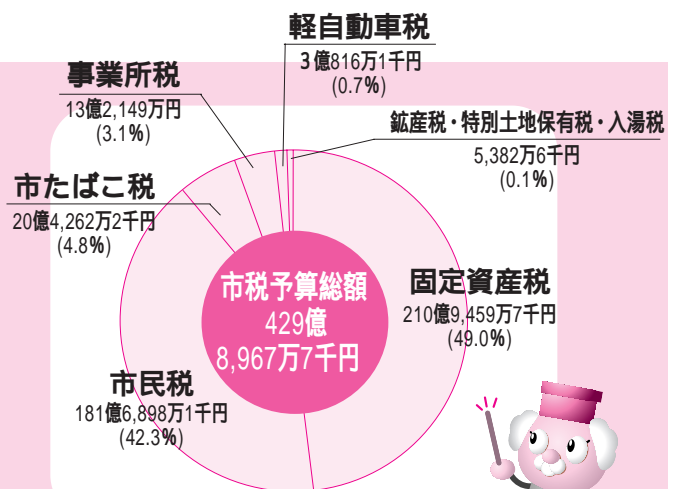 軽自動車税
3億816万1千円
(0.7%)
事業所税
13億2,149万円
(3.1%)
鉱産税・特別土地保有税・入湯税
5,382万6千円
(0.1%)
市たばこ税
20億4,262万2千円
(4.8%)
市税予算総額
429億
8,967万7千円
固定資産税
210億9,459万7千円
(49.0%)
市民税
181億6,898万1千円
(42.3%)